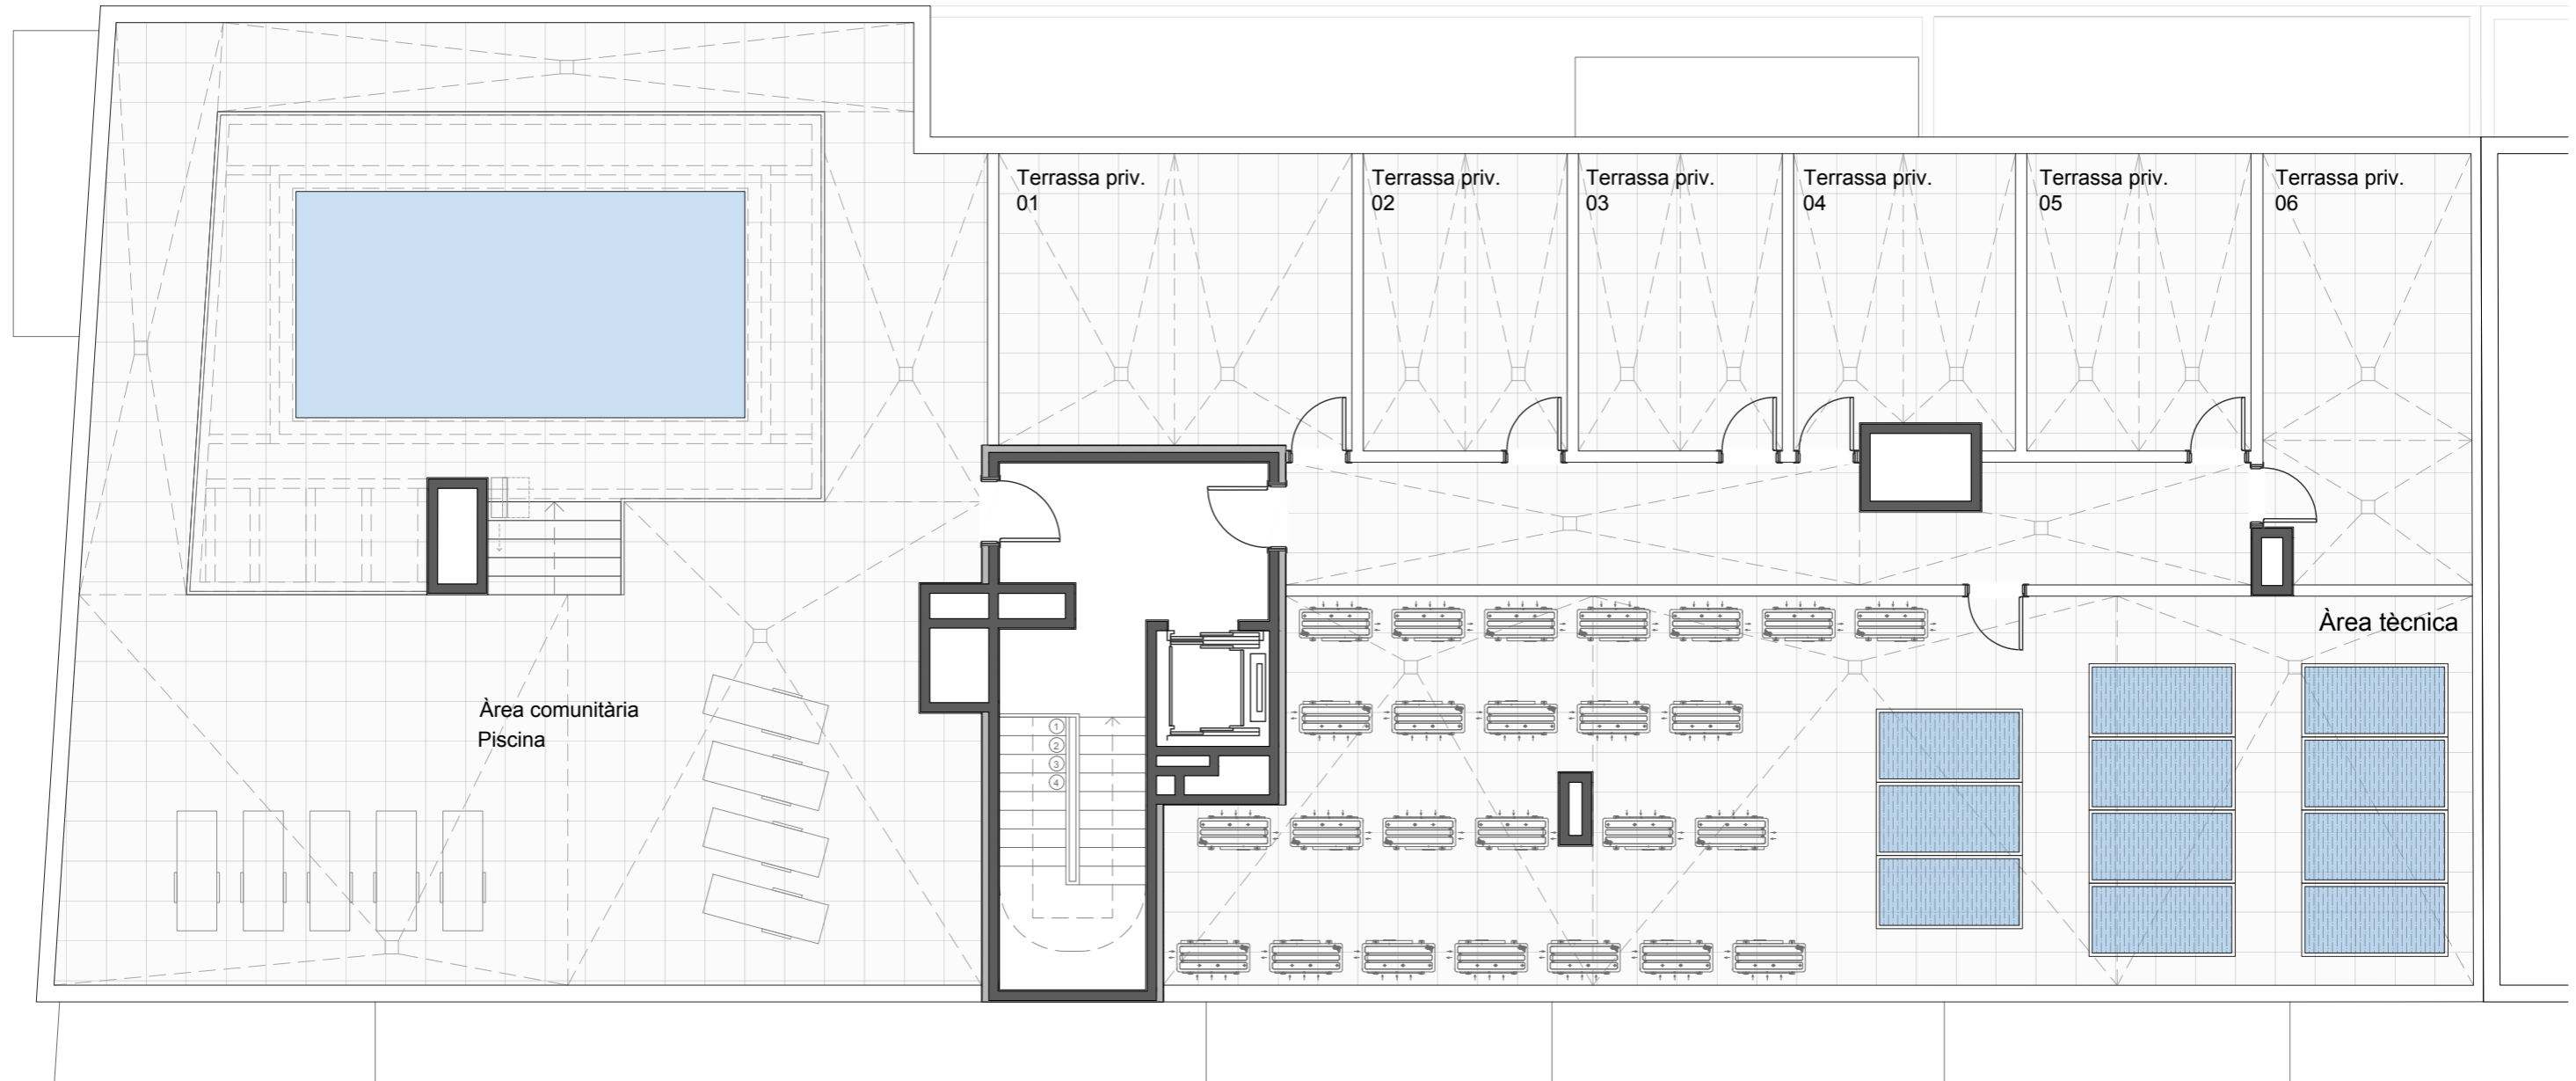 Terrassa priv.
01
Terrassa priv.
02
Terrassa priv.
03
Terrassa priv.
04
Terrassa priv.
05
Terrassa priv.
06
Àrea tècnica
Àrea comunitària
Piscina
1
2
3
4